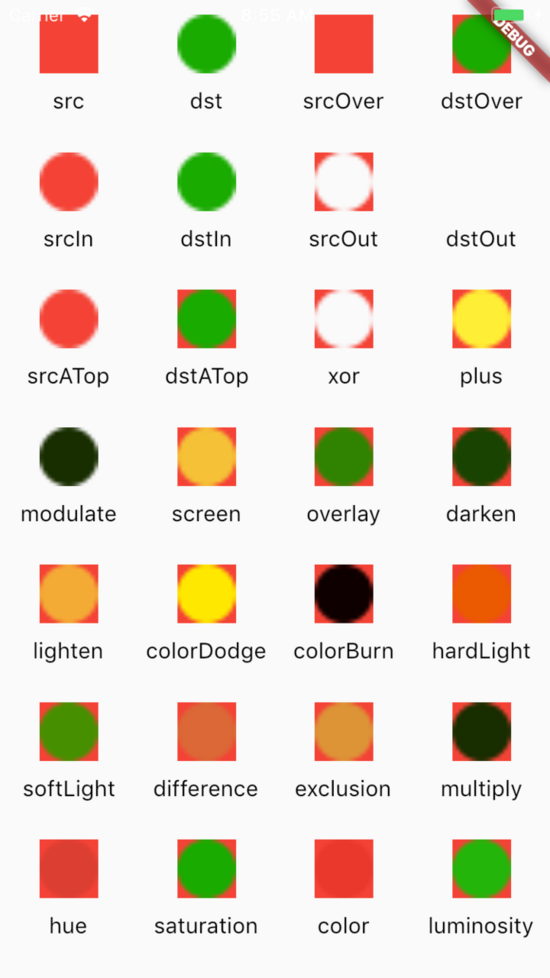 Carrier 8:55 AM
DEBUG
src dst srcOver dstOver
srcIn dstIn srcOut dstOut
srcATop dstATop xor plus
modulate screen overlay darken
lighten colorDodge colorBurn hardLight
softLight difference exclusion multiply
hue saturation color luminosity